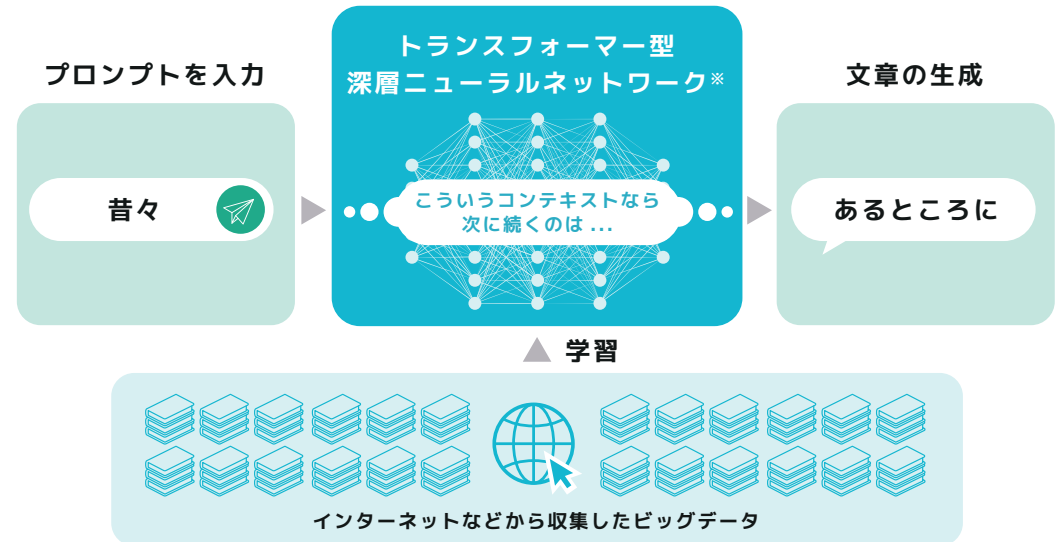 プロンプトを入力
昔々
トランスフォーマー型
深層ニューラルネットワーク※
こういうコンテキストなら
次に続くのは ...
文章の生成
あるところに
学習
インターネットなどから収集したビッグデータ